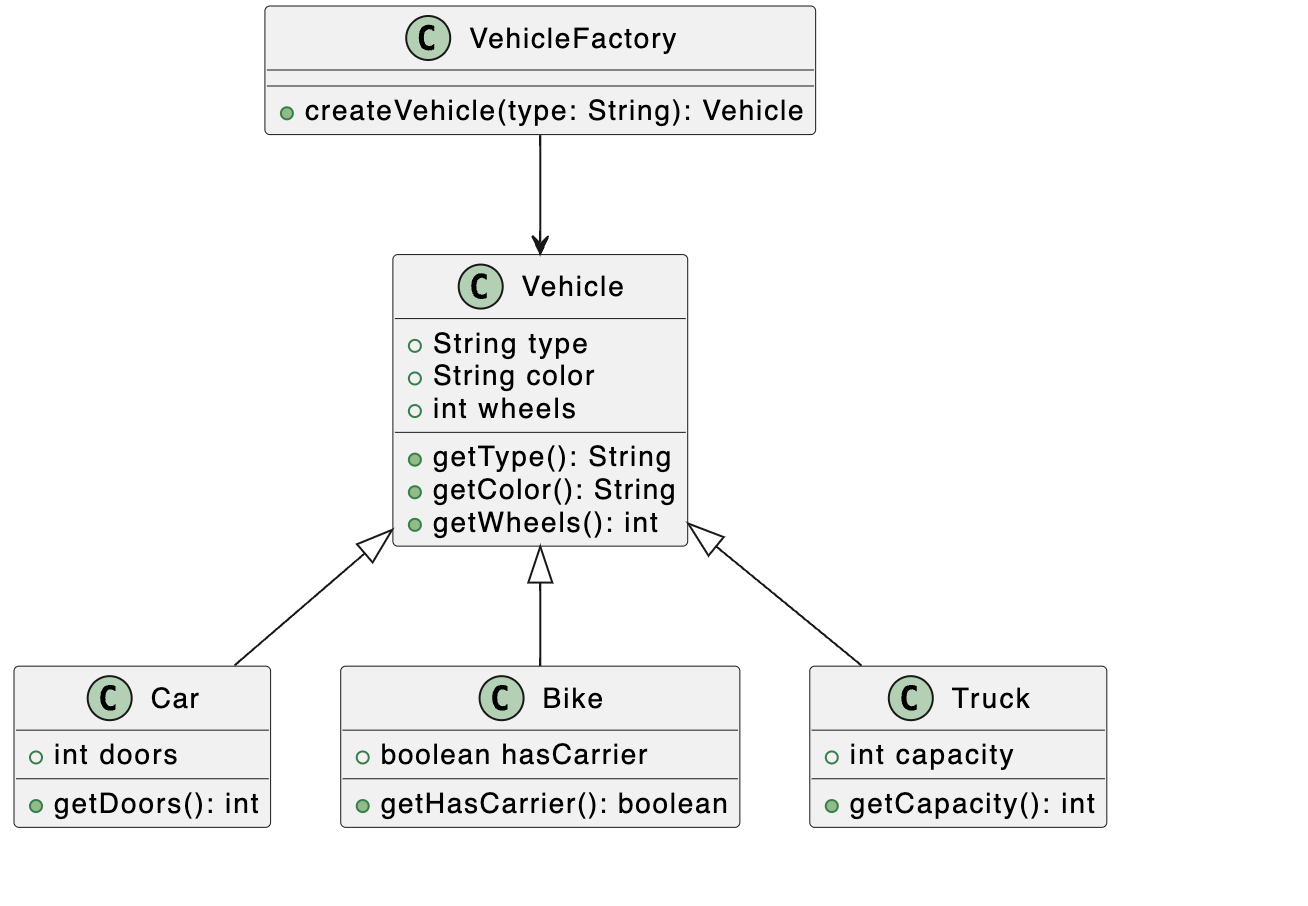 C VehicleFactory
createVehicle(type: String): Vehicle
C Vehicle
String type
String color
int wheels
getType(): String
getColor(): String
getWheels(): int
C Car
int doors
getDoors(): int
C Bike
boolean hasCarrier
getHasCarrier(): boolean
C Truck
int capacity
getCapacity(): int